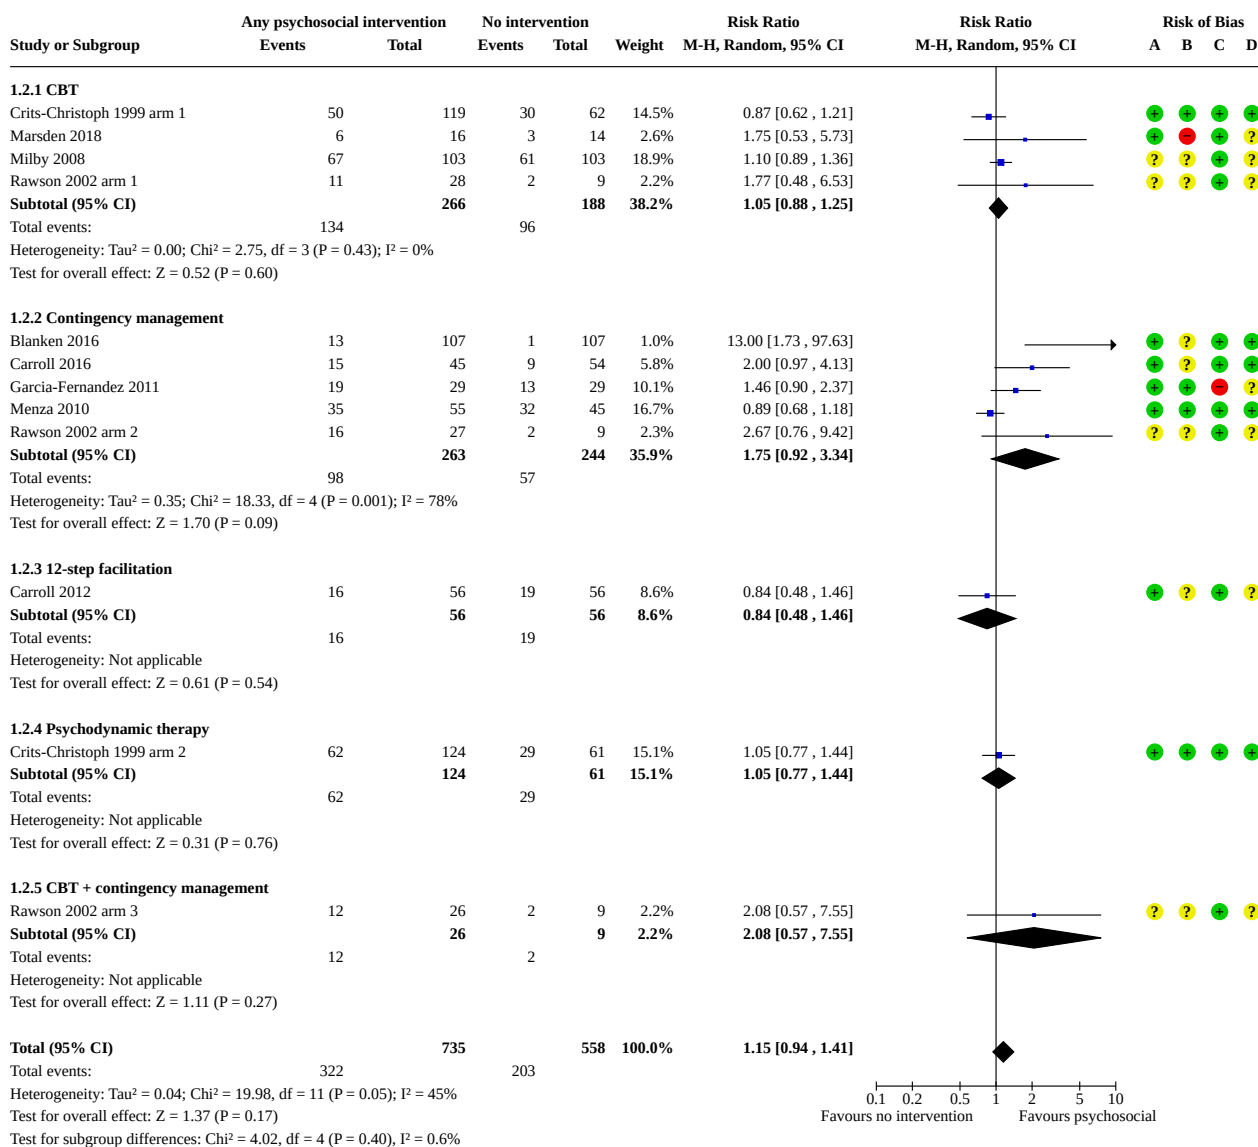 Any psychosocial intervention No intervention Risk Ratio Risk Ratio Risk of Bias
Study or Subgroup Events Total Events Total Weight M-H, Random, 95% CI M-H, Random, 95% CI A B C D
1.2.1 CBT
Crits-Christoph 1999 arm 1 50 119 30 62 14.5% 0.87 [0.62 , 1.21] + + + +
Marsden 2018 6 16 3 14 2.6% 1.75 [0.53 , 5.73] + − + ?
Milby 2008 67 103 61 103 18.9% 1.10 [0.89 , 1.36] ? ? + ?
Rawson 2002 arm 1 11 28 2 9 2.2% 1.77 [0.48 , 6.53] ? ? + ?
Subtotal (95% CI) 266 188 38.2% 1.05 [0.88 , 1.25]
Total events: 134 96
Heterogeneity: Tau² = 0.00; Chi² = 2.75, df = 3 (P = 0.43); I² = 0%
Test for overall effect: Z = 0.52 (P = 0.60)
1.2.2 Contingency management
Blanken 2016 13 107 1 107 1.0% 13.00 [1.73 , 97.63] + ? + +
Carroll 2016 15 45 9 54 5.8% 2.00 [0.97 , 4.13] + ? + +
Garcia-Fernandez 2011 19 29 13 29 10.1% 1.46 [0.90 , 2.37] + + − ?
Menza 2010 35 55 32 45 16.7% 0.89 [0.68 , 1.18] + + + +
Rawson 2002 arm 2 16 27 2 9 2.3% 2.67 [0.76 , 9.42] ? ? + ?
Subtotal (95% CI) 263 244 35.9% 1.75 [0.92 , 3.34]
Total events: 98 57
Heterogeneity: Tau² = 0.35; Chi² = 18.33, df = 4 (P = 0.001); I² = 78%
Test for overall effect: Z = 1.70 (P = 0.09)
1.2.3 12-step facilitation
Carroll 2012 16 56 19 56 8.6% 0.84 [0.48 , 1.46] + ? + ?
Subtotal (95% CI) 56 56 8.6% 0.84 [0.48 , 1.46]
Total events: 16 19
Heterogeneity: Not applicable
Test for overall effect: Z = 0.61 (P = 0.54)
1.2.4 Psychodynamic therapy
Crits-Christoph 1999 arm 2 62 124 29 61 15.1% 1.05 [0.77 , 1.44] + + + +
Subtotal (95% CI) 124 61 15.1% 1.05 [0.77 , 1.44]
Total events: 62 29
Heterogeneity: Not applicable
Test for overall effect: Z = 0.31 (P = 0.76)
1.2.5 CBT + contingency management
Rawson 2002 arm 3 12 26 2 9 2.2% 2.08 [0.57 , 7.55] ? ? + ?
Subtotal (95% CI) 26 9 2.2% 2.08 [0.57 , 7.55]
Total events: 12 2
Heterogeneity: Not applicable
Test for overall effect: Z = 1.11 (P = 0.27)
Total (95% CI) 735 558 100.0% 1.15 [0.94 , 1.41]
Total events: 322 203
Heterogeneity: Tau² = 0.04; Chi² = 19.98, df = 11 (P = 0.05); I² = 45% 0.1 0.2 0.5 1 2 5 10
Test for overall effect: Z = 1.37 (P = 0.17) Favours no intervention Favours psychosocial
Test for subgroup differences: Chi² = 4.02, df = 4 (P = 0.40), I² = 0.6%